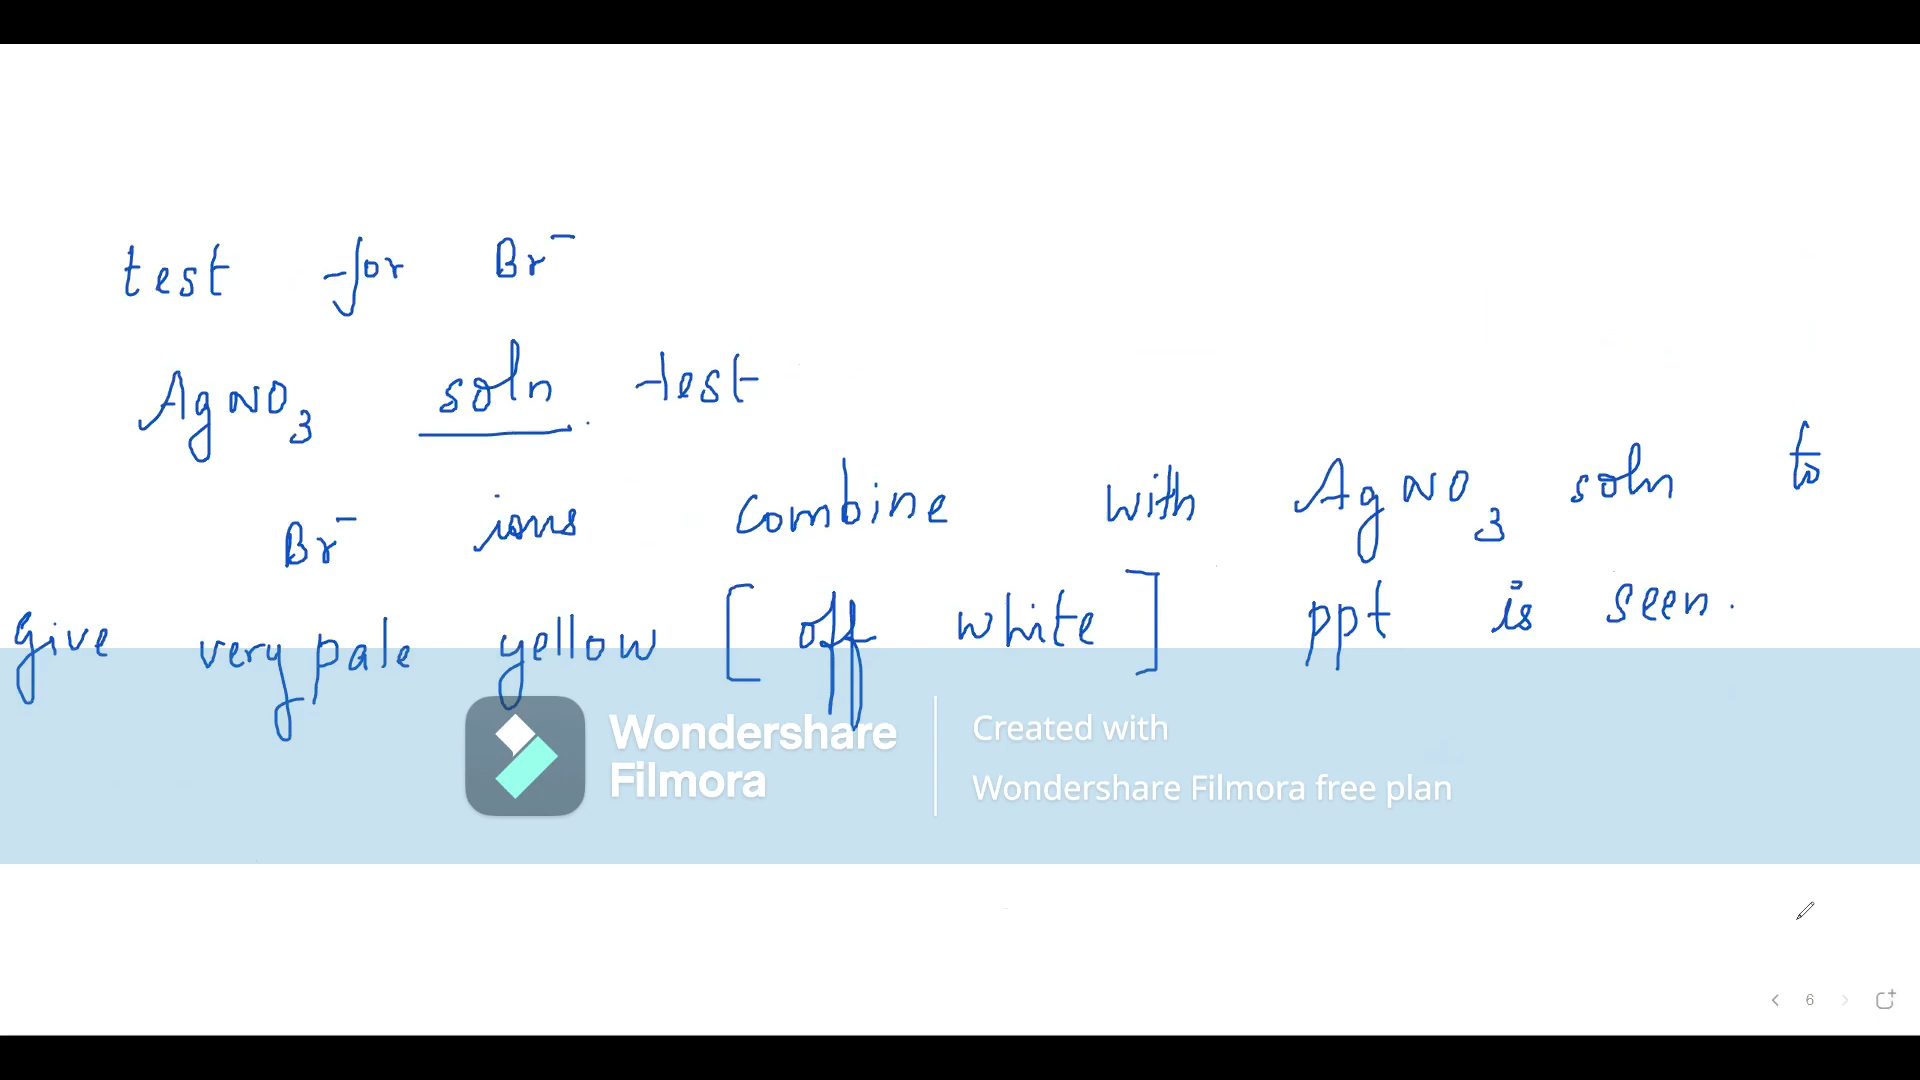 test for Br⁻
AgNO₃ soln test
Br⁻ ions combine with AgNO₃ soln to
give very pale yellow [off white] ppt is seen.
Wondershare
Filmora
Created with
Wondershare Filmora free plan
6